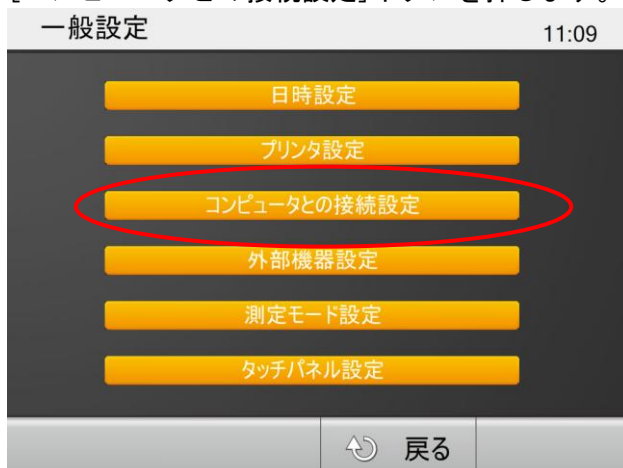 一般設定 11:09
日時設定
プリンタ設定
コンピュータとの接続設定
外部機器設定
測定モード設定
タッチパネル設定
戻る